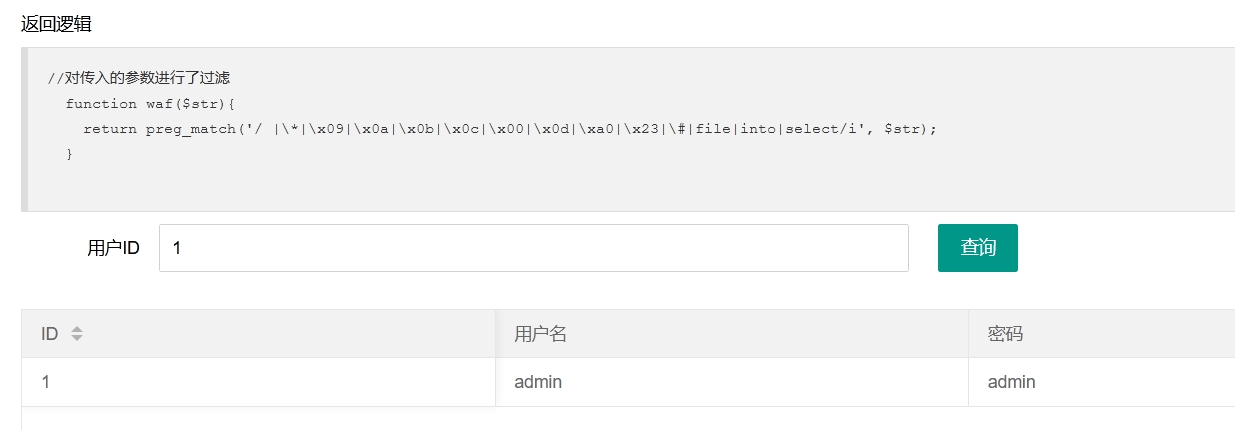 返回逻辑
//对传入的参数进行了过滤
function waf($str){
return preg_match('/ |\*|\x09|\x0a|\x0b|\x0c|\x00|\x0d|\xa0|\x23|\#|file|into|select/i', $str);
}
用户ID 1 查询
ID 用户名 密码
1 admin admin